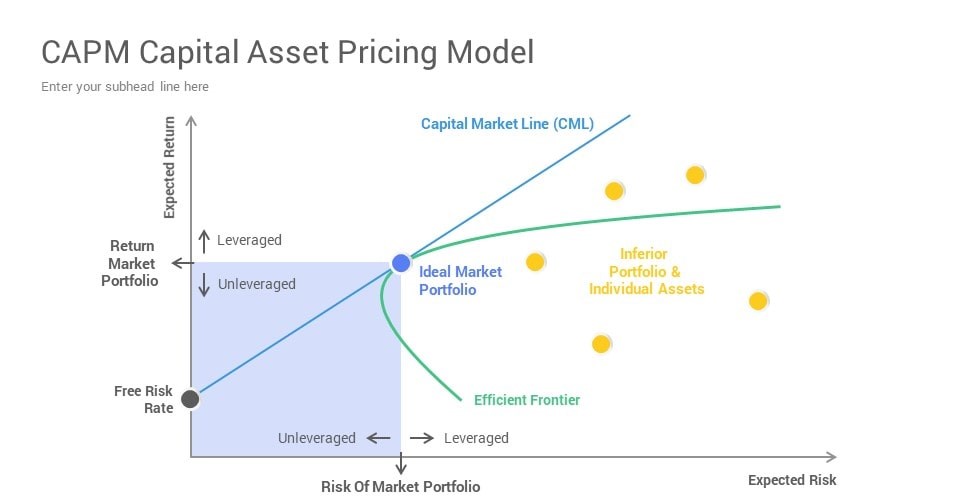 CAPM Capital Asset Pricing Model
Enter your subhead line here
Expected Return
Capital Market Line (CML)
Leveraged
Return
Market
Portfolio
Unleveraged
Ideal Market
Portfolio
Inferior
Portfolio &
Individual Assets
Free Risk
Rate
Efficient Frontier
Unleveraged
Leveraged
Risk Of Market Portfolio
Expected Risk